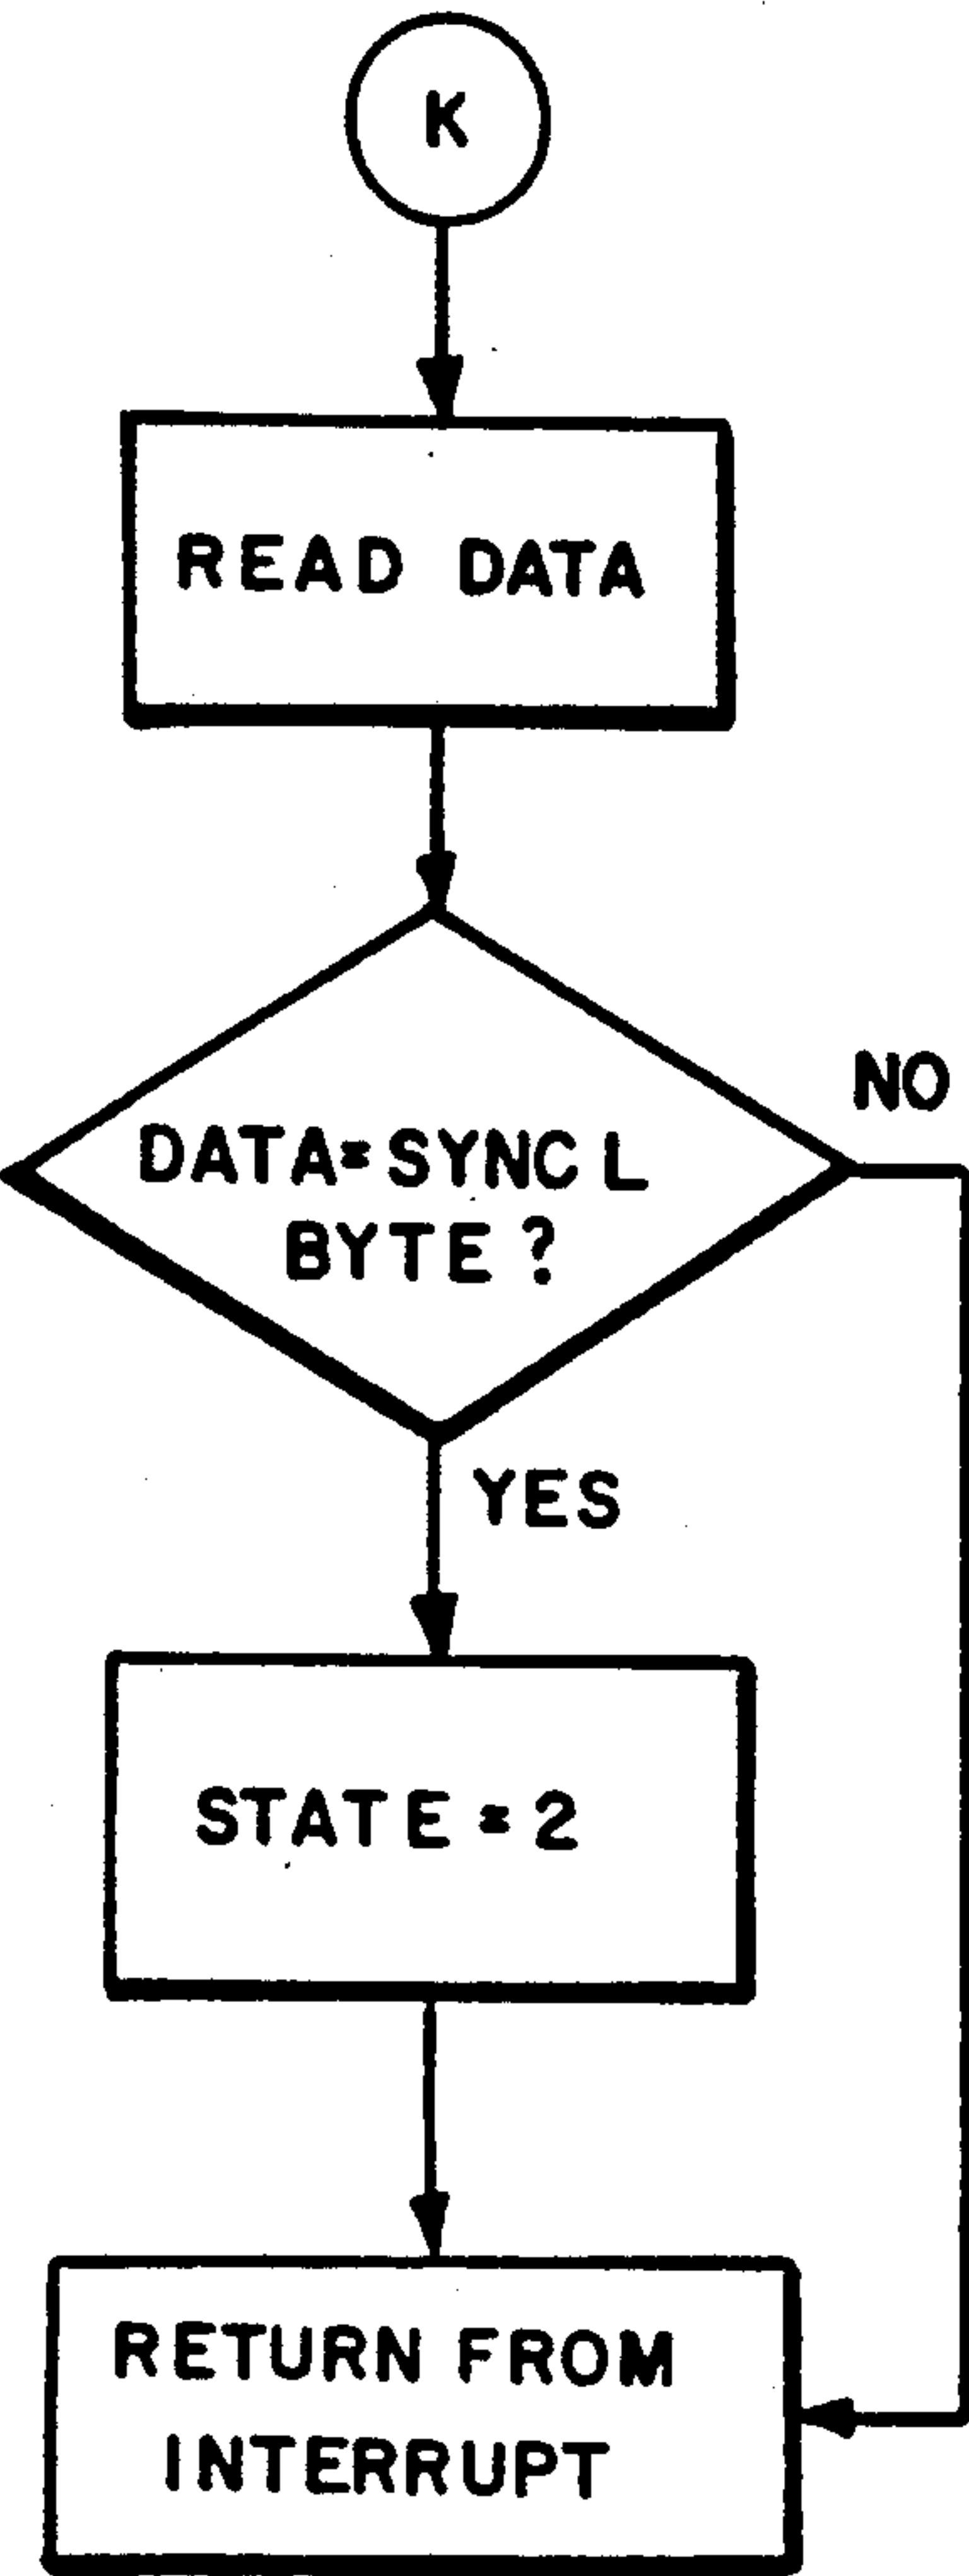 K
READ DATA
DATA=SYNC L
BYTE?
NO
YES
STATE=2
RETURN FROM
INTERRUPT